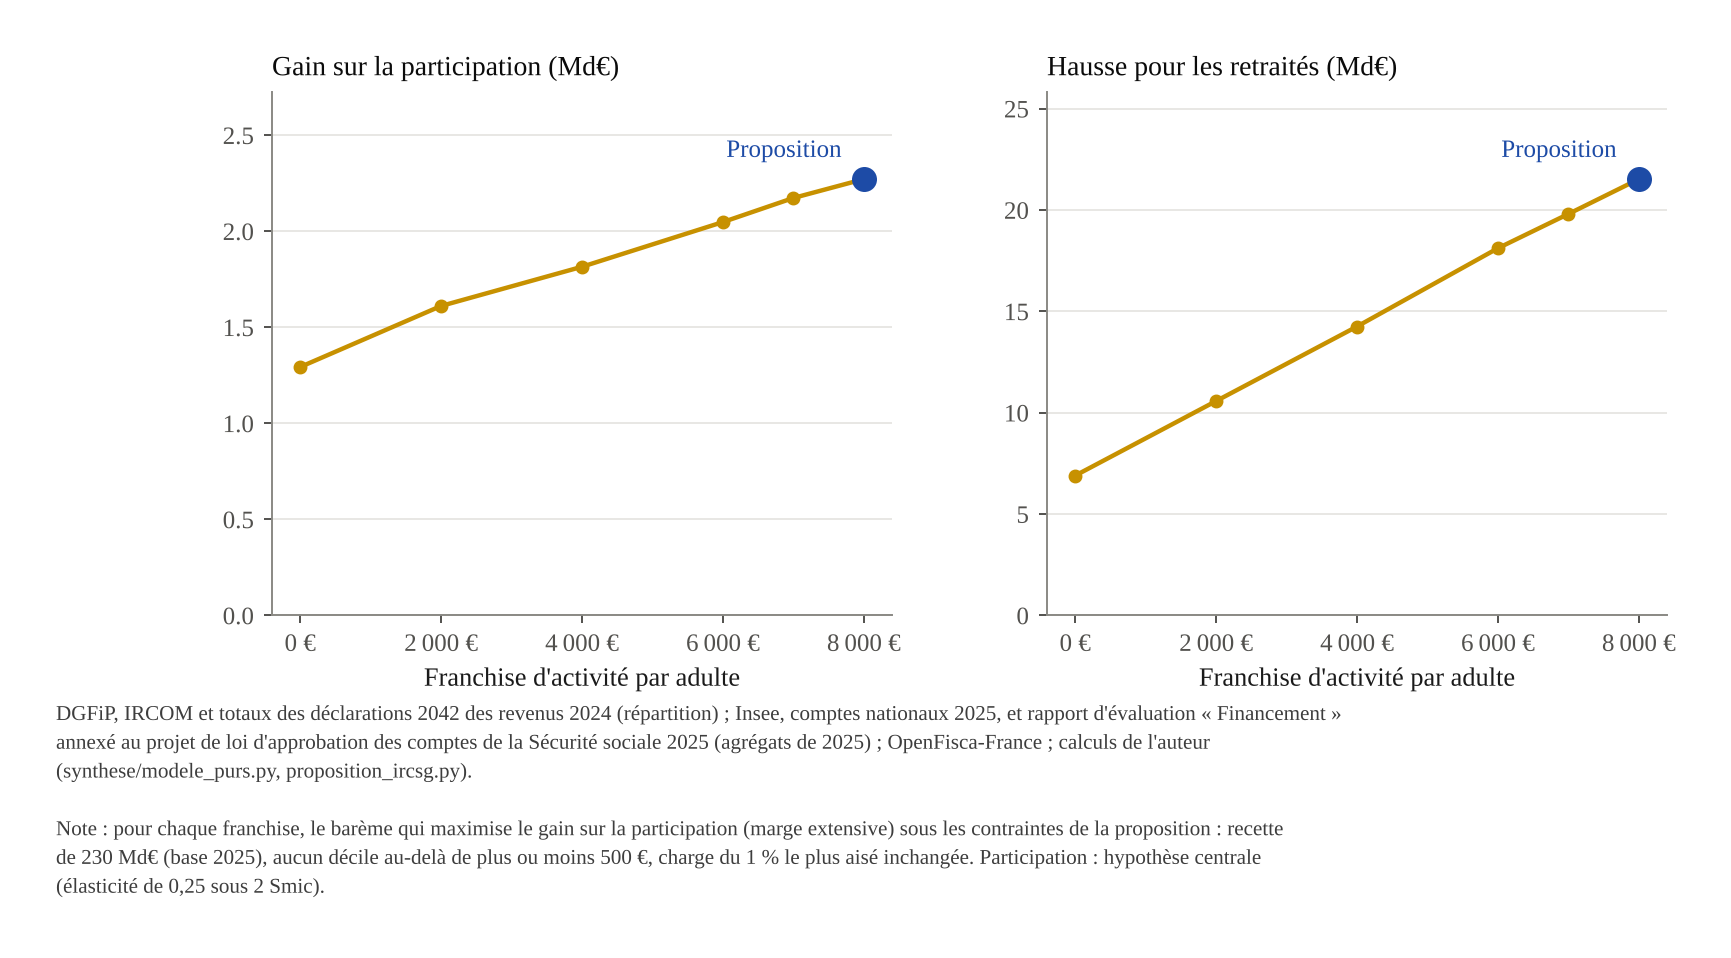 Gain sur la participation (Md€)
2.5
2.0
1.5
1.0
0.5
0.0
Proposition
0 €
2 000 €
4 000 €
6 000 €
8 000 €
Franchise d'activité par adulte
Hausse pour les retraités (Md€)
25
20
15
10
5
0
Proposition
0 €
2 000 €
4 000 €
6 000 €
8 000 €
Franchise d'activité par adulte
DGFiP, IRCOM et totaux des déclarations 2042 des revenus 2024 (répartition) ; Insee, comptes nationaux 2025, et rapport d'évaluation « Financement »
annexé au projet de loi d'approbation des comptes de la Sécurité sociale 2025 (agrégats de 2025) ; OpenFisca-France ; calculs de l'auteur
(synthese/modele_purs.py, proposition_ircsg.py).
Note : pour chaque franchise, le barème qui maximise le gain sur la participation (marge extensive) sous les contraintes de la proposition : recette
de 230 Md€ (base 2025), aucun décile au-delà de plus ou moins 500 €, charge du 1 % le plus aisé inchangée. Participation : hypothèse centrale
(élasticité de 0,25 sous 2 Smic).